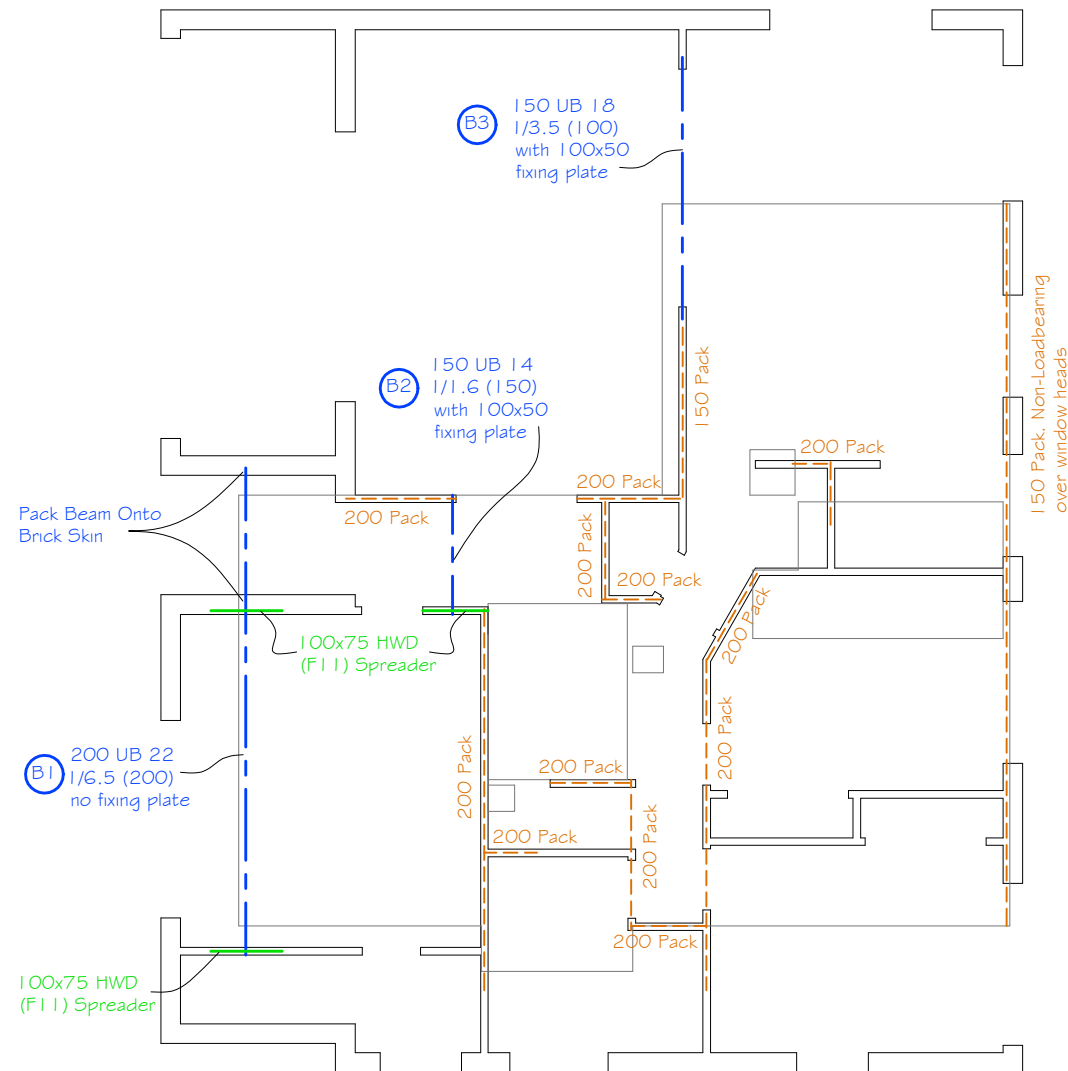 150 UB 18
1/3.5 (100)
with 100x50
fixing plate
B3
150 UB 14
1/1.6 (150)
with 100x50
fixing plate
B2
150 Pack
150 Pack. Non-Loadbearing
over window heads
200 Pack
200 Pack
200 Pack
Pack Beam Onto
Brick Skin
200 Pack
200 Pack
200 Pack
100x75 HWD
(F11) Spreader
B1
200 UB 22
1/6.5 (200)
no fixing plate
200 Pack
200 Pack
200 Pack
200 Pack
200 Pack
200 Pack
100x75 HWD
(F11) Spreader